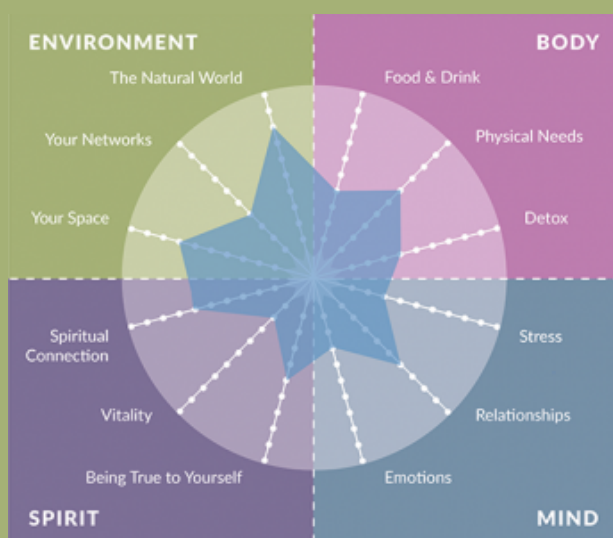 ENVIRONMENT
BODY
The Natural World
Food & Drink
Your Networks
Physical Needs
Your Space
Detox
Spiritual
Connection
Stress
Vitality
Relationships
Being True to Yourself
Emotions
SPIRIT
MIND